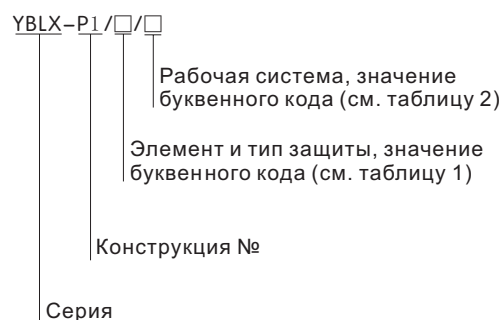 YBLX-P1/□/□
Рабочая система, значение
буквенного кода (см. таблицу 2)
Элемент и тип защиты, значение
буквенного кода (см. таблицу 1)
Конструкция №
Серия